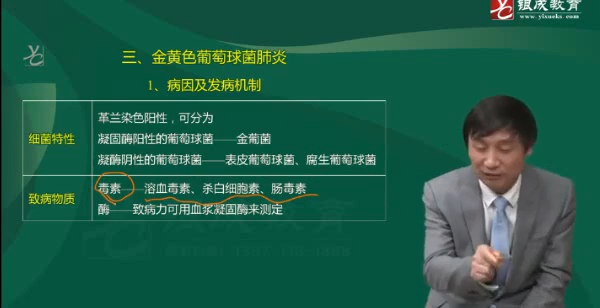 银成教育
www.yixueks.com
三、金黄色葡萄球菌肺炎
1、病因及发病机制
细菌特性
革兰染色阳性，可分为
凝固酶阳性的葡萄球菌——金葡菌
凝酶阴性的葡萄球菌——表皮葡萄球菌、腐生葡萄球菌
致病物质
毒素——溶血毒素、杀白细胞素、肠毒素
酶——致病力可用血浆凝固酶来测定
银成教育